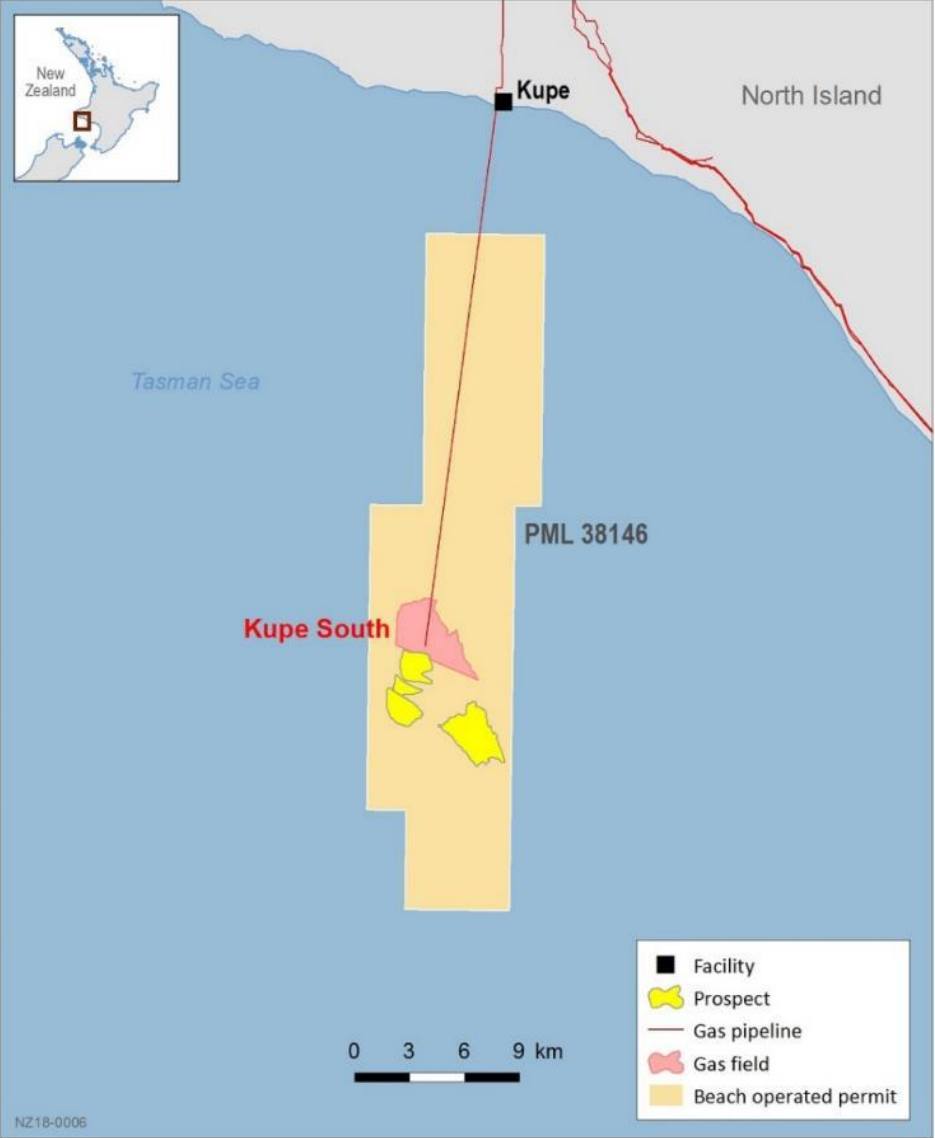 New
Zealand
Kupe
North Island
Tasman Sea
PML 38146
Kupe South
Facility
Prospect
Gas pipeline
Gas field
Beach operated permit
0 3 6 9 km
NZ18-0006